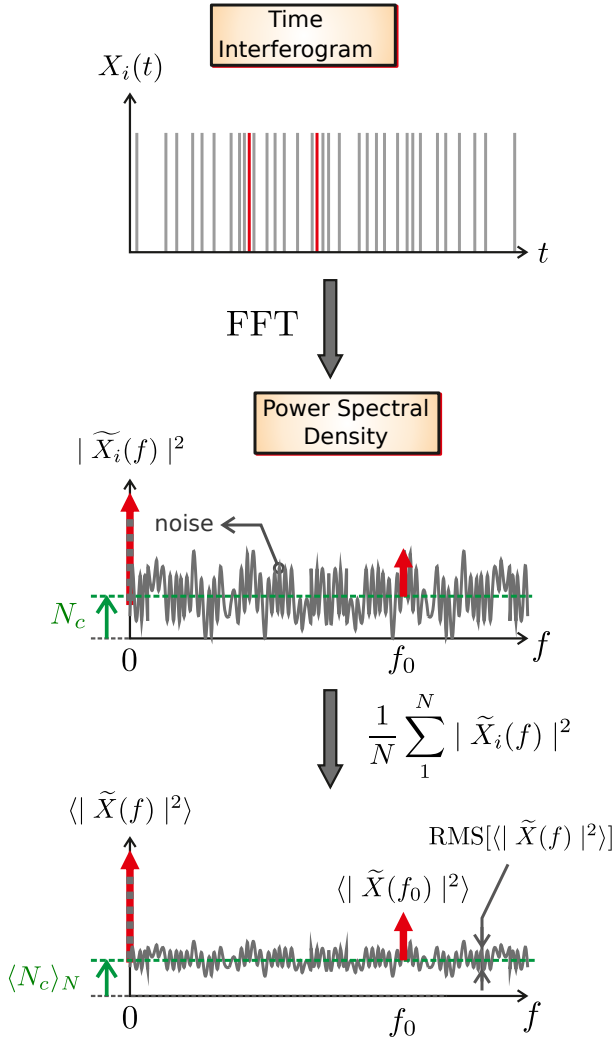 Time
Interferogram
X_i(t)
t
FFT
Power Spectral
Density
| \widetilde{X_i}(f) |^2
noise
N_c
0
f_0
f
\frac{1}{N} \sum_{1}^{N} | \widetilde{X}_i(f) |^2
⟨| \widetilde{X}(f) |^2⟩
RMS[⟨| \widetilde{X}(f) |^2⟩]
⟨| \widetilde{X}(f_0) |^2⟩
⟨N_c⟩_N
0
f_0
f